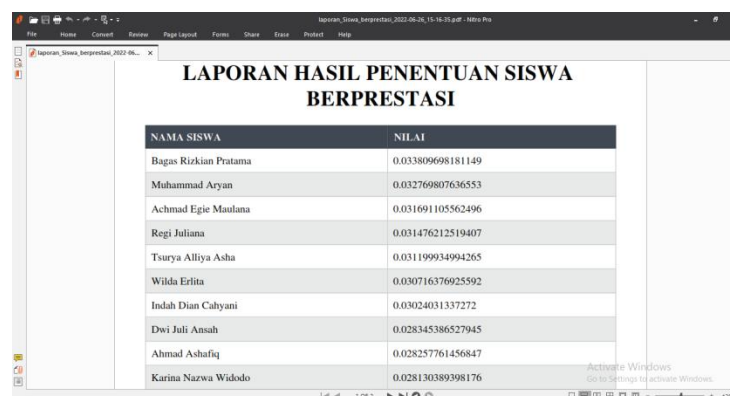 laporan_Siswa_berprestasi_2022-06-26_15-16-35.pdf - Nitro Pro
File Home Convert Review Page Layout Forms Share Erase Protect Help
laporan_Siswa_berprestasi_2022-06... ×
LAPORAN HASIL PENENTUAN SISWA
BERPRESTASI
NAMA SISWA NILAI
Bagas Rizkian Pratama 0.033809698181149
Muhammad Aryan 0.032769807636553
Achmad Egie Maulana 0.031691105562496
Regi Juliana 0.031476212519407
Tsurya Alliya Asha 0.031199934994265
Wilda Erlita 0.030716376925592
Indah Dian Cahyani 0.03024031337272
Dwi Juli Ansah 0.028345386527945
Ahmad Ashafiq 0.028257761456847
Karina Nazwa Widodo 0.028130389398176
Activate Windows
Go to Settings to activate Windows.